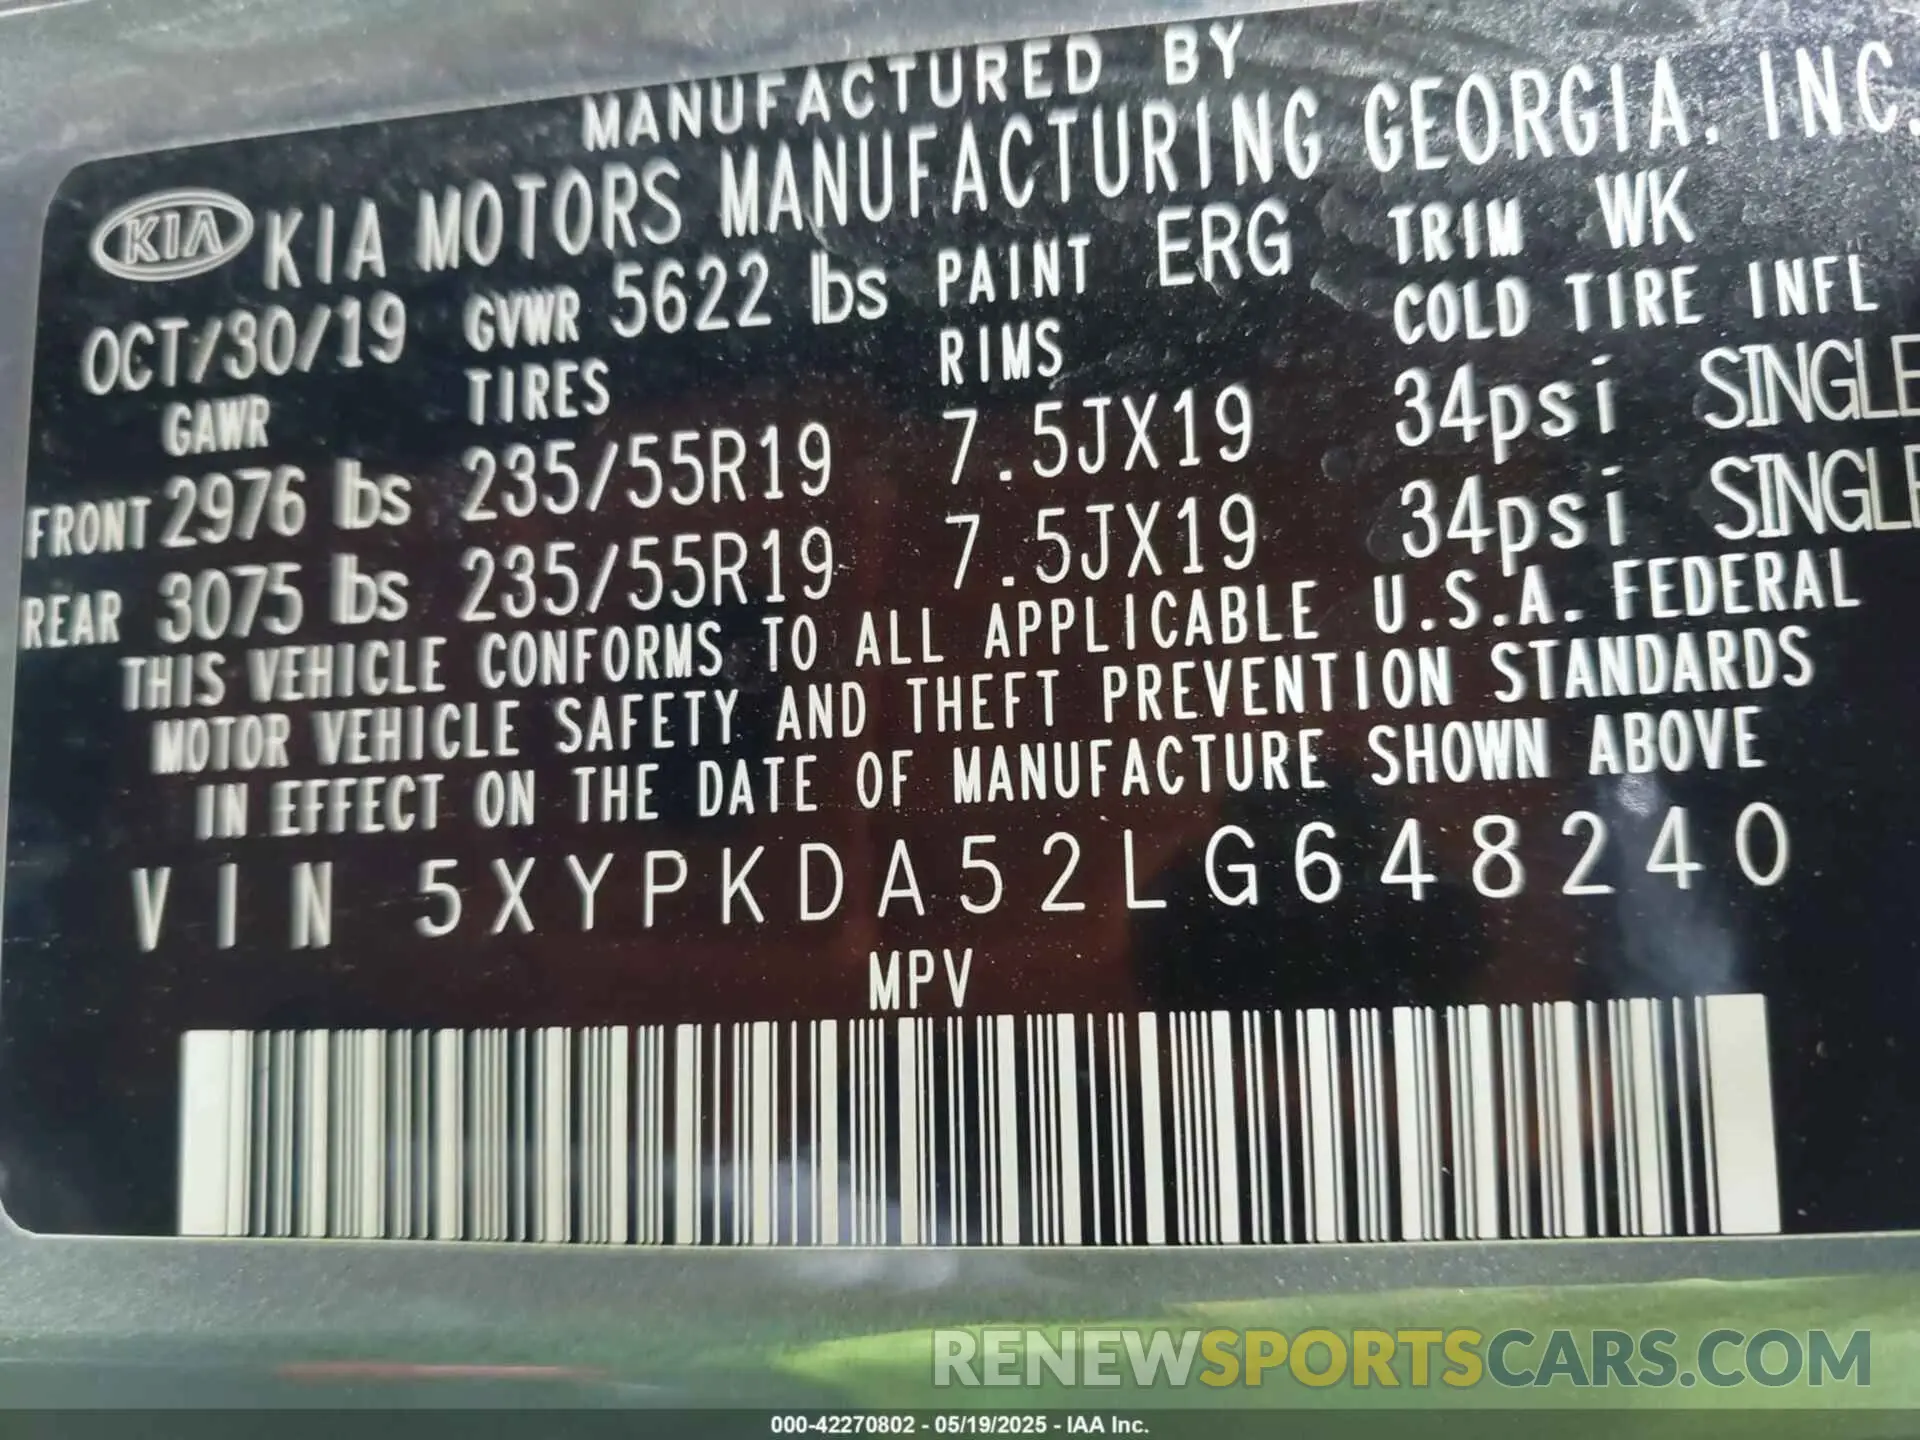 MANUFACTURED BY
KIA KIA MOTORS MANUFACTURING GEORGIA, INC.
OCT/30/19 GVWR 5622 lbs PAINT ERG TRIM WK
GAWR TIRES RIMS COLD TIRE INFL
FRONT 2976 lbs 235/55R19 7.5JX19 34psi SINGLE
REAR 3075 lbs 235/55R19 7.5JX19 34psi SINGLE
THIS VEHICLE CONFORMS TO ALL APPLICABLE U.S.A. FEDERAL
MOTOR VEHICLE SAFETY AND THEFT PREVENTION STANDARDS
IN EFFECT ON THE DATE OF MANUFACTURE SHOWN ABOVE
VIN 5XYPKDA52LG648240
MPV
RENEWSPORTSCARS.COM
000-42270802 - 05/19/2025 - IAA Inc.